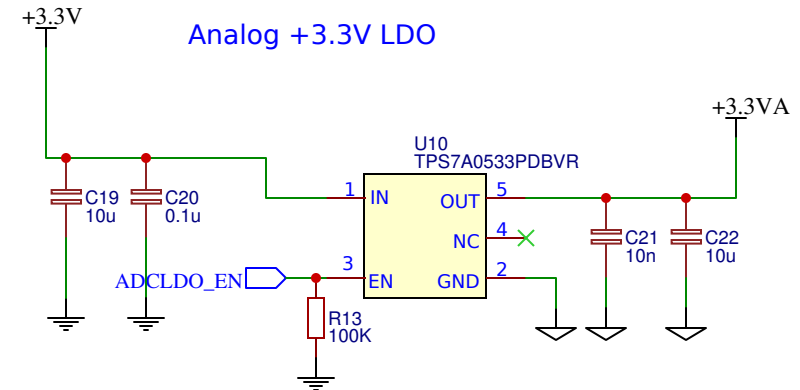 +3.3V
Analog +3.3V LDO
+3.3VA
U10
TPS7A0533PDBVR
C19
10u
C20
0.1u
1
IN
OUT
5
NC
4
3
EN
GND
2
C21
10n
C22
10u
ADCLDO_EN
R13
100K